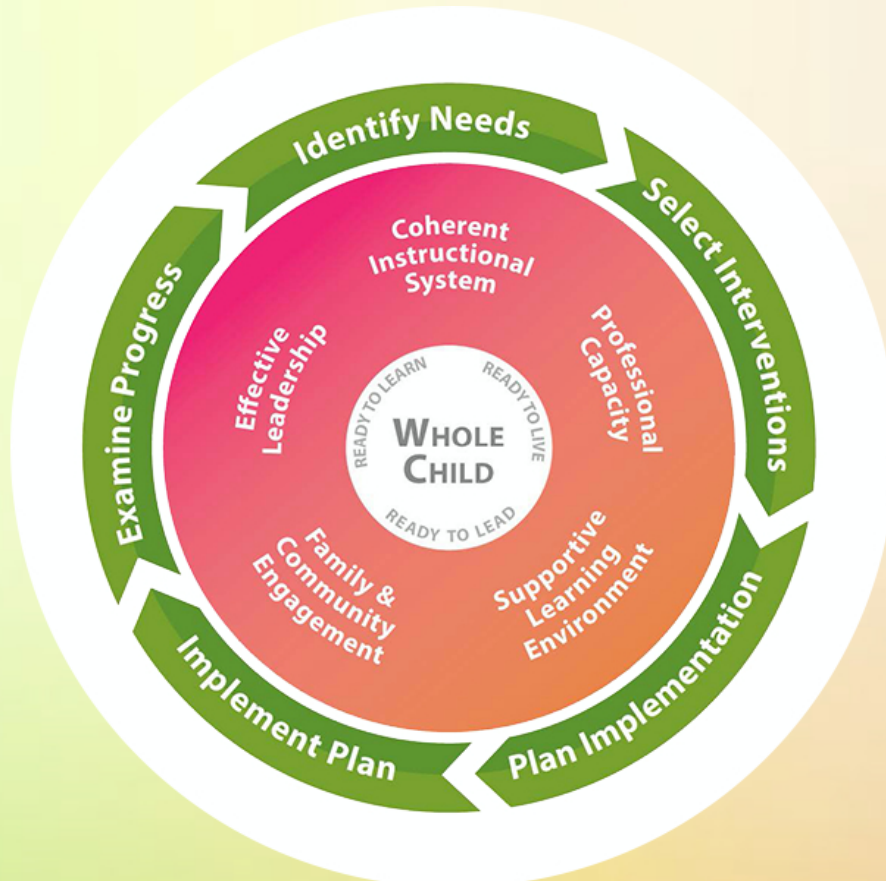 Identify Needs
Select Interventions
Plan Implementation
Implement Plan
Examine Progress
Coherent
Instructional
System
Professional
Capacity
Supportive
Learning
Environment
Family &
Community
Engagement
Effective
Leadership
READY TO LEARN
READY TO LIVE
WHOLE
CHILD
READY TO LEAD